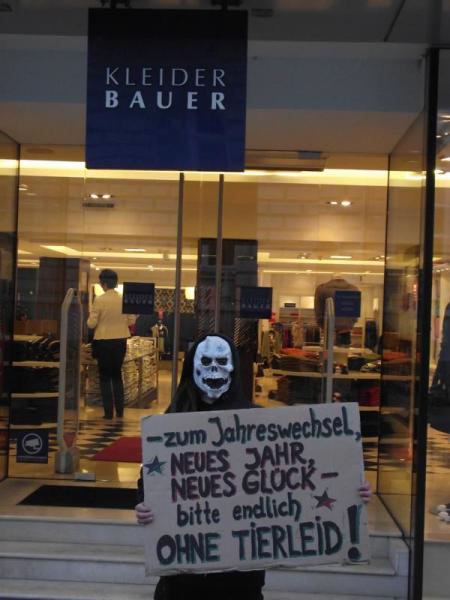 KLEIDER
BAUER
- zum Jahreswechsel,
NEUES JAHR,
NEUES GLÜCK -
bitte endlich
OHNE TIERLEID!